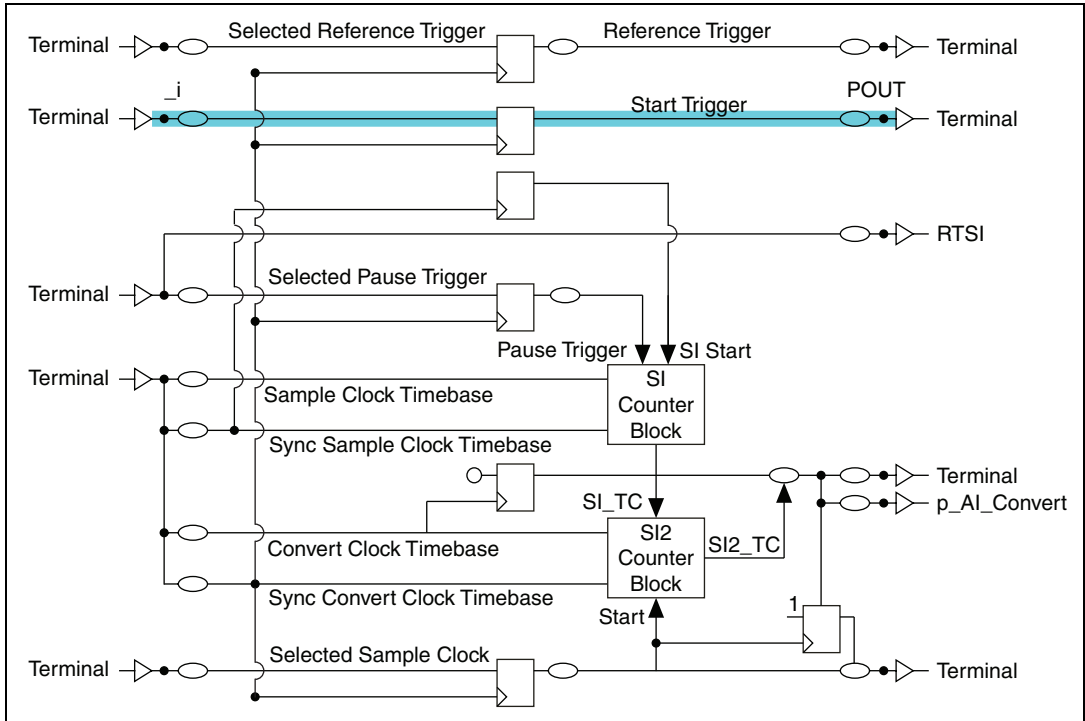 Terminal Selected Reference Trigger Reference Trigger Terminal
_i POUT
Terminal Start Trigger Terminal
RTSI
Terminal Selected Pause Trigger
Pause Trigger SI Start
Terminal Sample Clock Timebase
SI
Counter
Block
Sync Sample Clock Timebase
Terminal
SI_TC p_AI_Convert
Convert Clock Timebase
SI2
Counter
Block
SI2_TC
Sync Convert Clock Timebase
Start 1
Terminal Selected Sample Clock Terminal